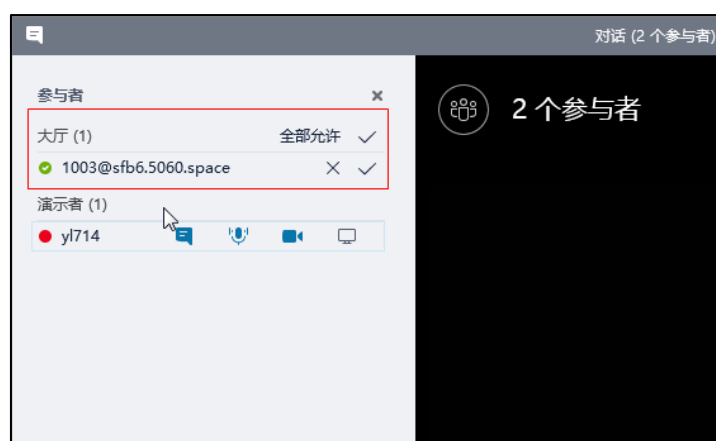 对话 (2 个参与者)
参与者
大厅 (1) 全部允许
1003@sfb6.5060.space
演示者 (1)
yl714
2 个参与者